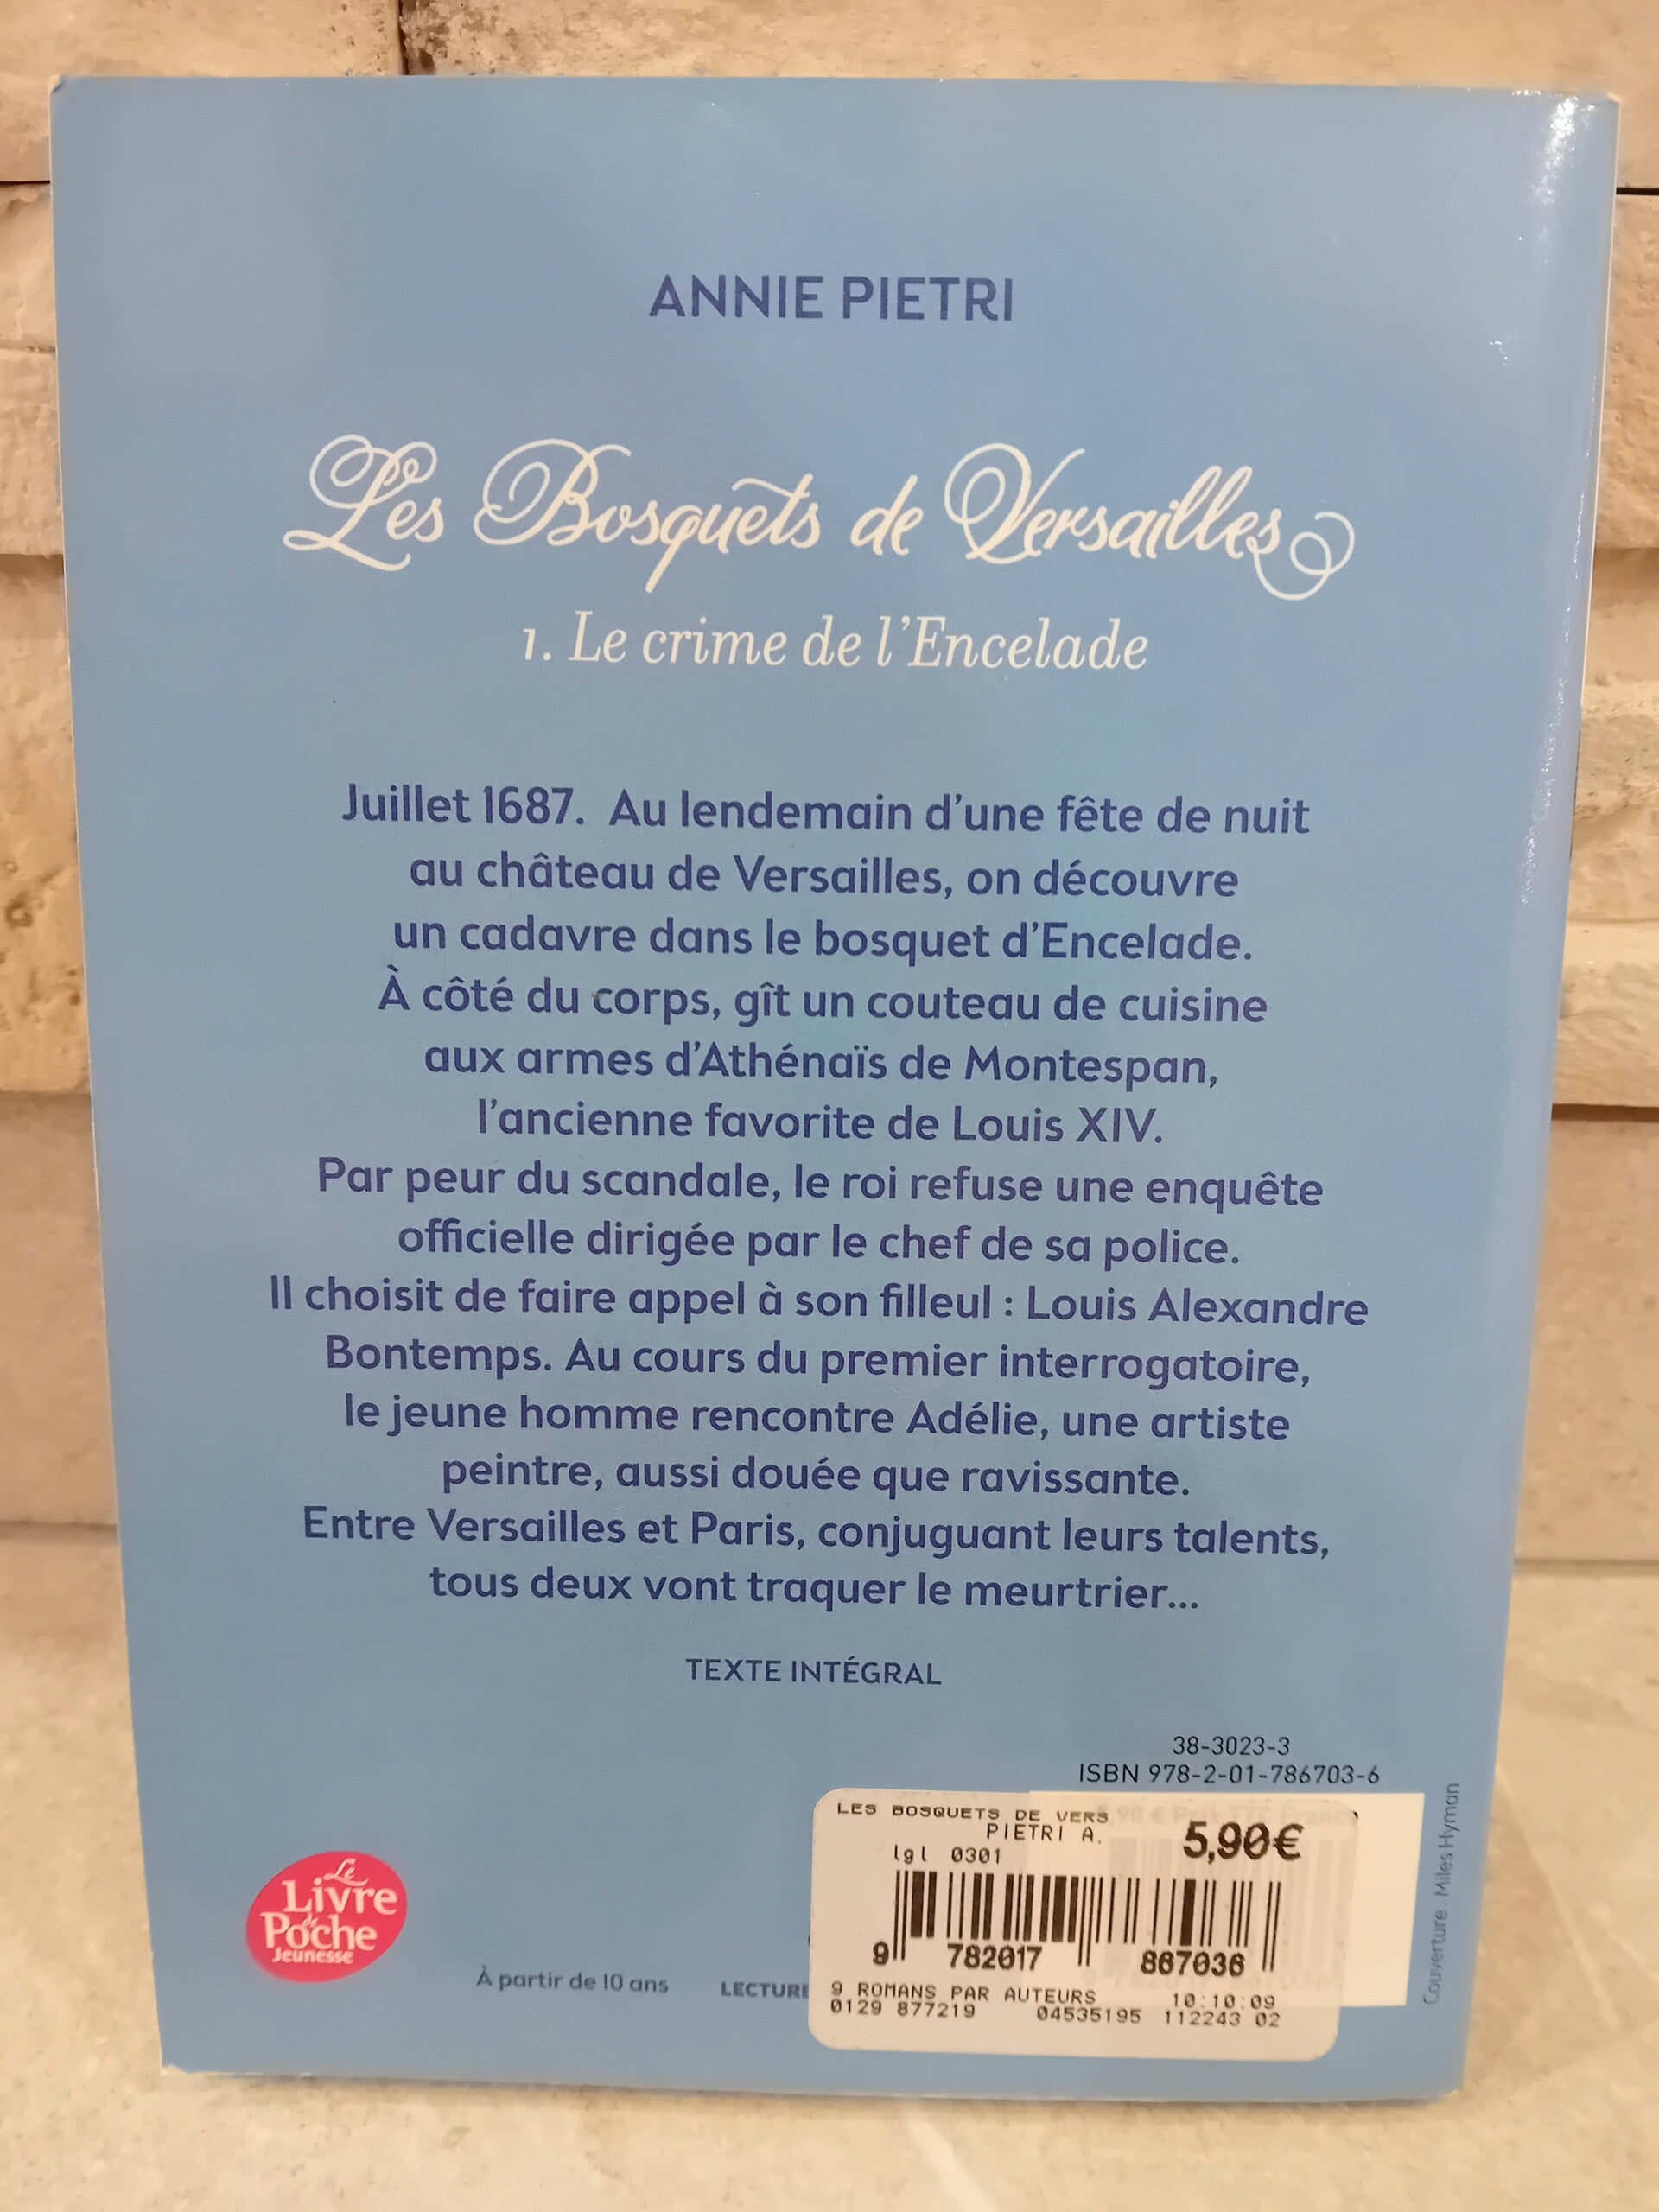 ANNIE PIETRI
Les Bosquets de Versailles
1. Le crime de l'Encelade
Juillet 1687. Au lendemain d'une fête de nuit
au château de Versailles, on découvre
un cadavre dans le bosquet d'Encelade.
À côté du corps, gît un couteau de cuisine
aux armes d'Athénaïs de Montespan,
l'ancienne favorite de Louis XIV.
Par peur du scandale, le roi refuse une enquête
officielle dirigée par le chef de sa police.
Il choisit de faire appel à son filleul : Louis Alexandre
Bontemps. Au cours du premier interrogatoire,
le jeune homme rencontre Adélie, une artiste
peintre, aussi douée que ravissante.
Entre Versailles et Paris, conjuguant leurs talents,
tous deux vont traquer le meurtrier...
TEXTE INTÉGRAL
38-3023-3
ISBN 978-2-01-786703-6
LES BOSQUETS DE VERS
PIETRI A.
5,90€
lgl 0301
9 782017 867036
9 ROMANS PAR AUTEURS 10:10:09
0129 877219 04535195 112243 02
Couverture : Miles Hyman
Le
Livre
de
Poche
Jeunesse
À partir de 10 ans
LECTURE